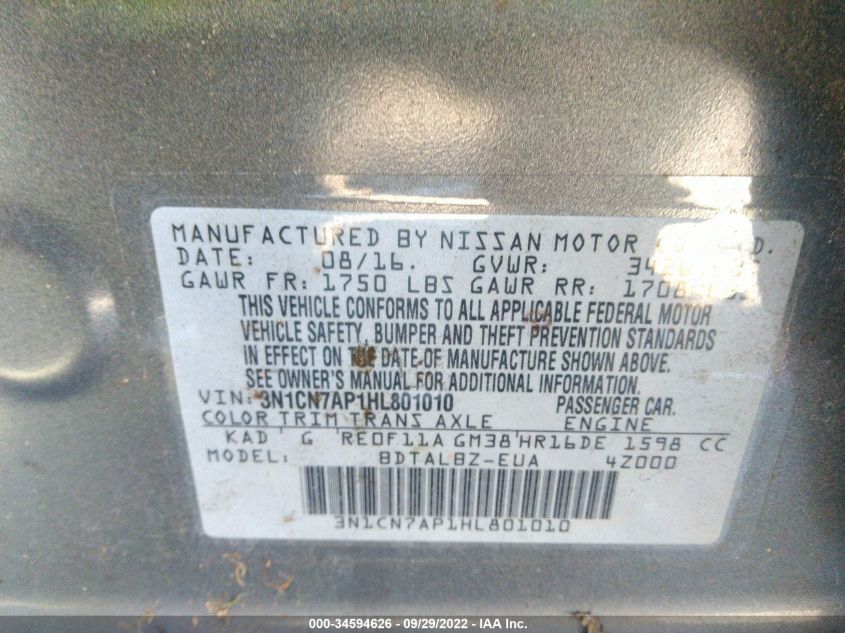 MANUFACTURED BY NISSAN MOTOR
DATE: 08/16. GVWR:
GAWR FR: 1750 LBS GAWR RR:
THIS VEHICLE CONFORMS TO ALL APPLICABLE FEDERAL MOTOR
VEHICLE SAFETY, BUMPER AND THEFT PREVENTION STANDARDS
IN EFFECT ON THE DATE OF MANUFACTURE SHOWN ABOVE.
SEE OWNER'S MANUAL FOR ADDITIONAL INFORMATION.
VIN: 3N1CN7AP1HL801010 PASSENGER CAR.
COLOR TRIM TRANS AXLE ENGINE
KAD G RE0F11A GM38 HR16DE 1598 CC
MODEL: BDTALBZ-EUA 4Z000
3N1CN7AP1HL801010
000-34594626 - 09/29/2022 - IAA Inc.